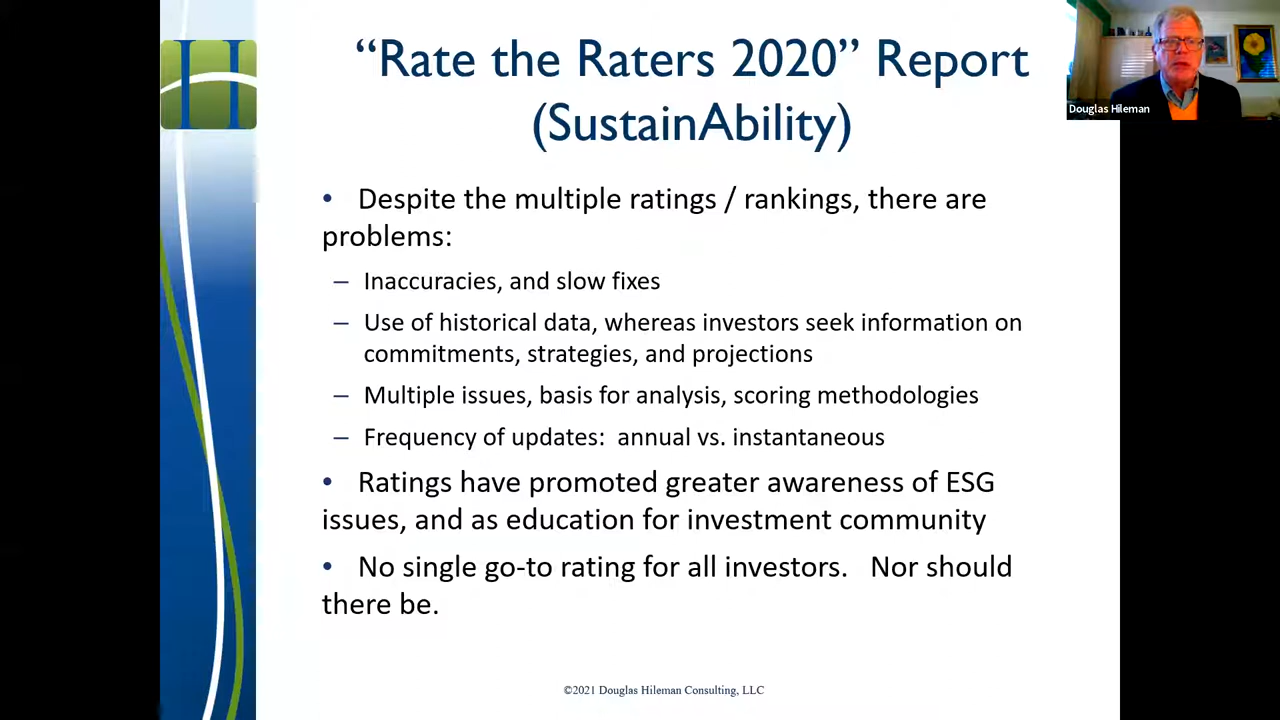 “Rate the Raters 2020” Report
(SustainAbility)
Douglas Hileman
• Despite the multiple ratings / rankings, there are
problems:
– Inaccuracies, and slow fixes
– Use of historical data, whereas investors seek information on
commitments, strategies, and projections
– Multiple issues, basis for analysis, scoring methodologies
– Frequency of updates:  annual vs. instantaneous
• Ratings have promoted greater awareness of ESG
issues, and as education for investment community
• No single go-to rating for all investors.   Nor should
there be.
©2021 Douglas Hileman Consulting, LLC